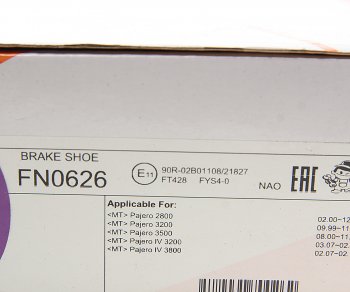 BRAKE SHOE
FN0626
E11 90R-02B01108/21827
FT428 FYS4-0
NAO EAC
Applicable For:
<MT> Pajero 2800 02.00-12
<MT> Pajero 3200 09.99-11
<MT> Pajero 3500 08.00-11
<MT> Pajero IV 3200 03.07-02
<MT> Pajero IV 3800 02.07-02